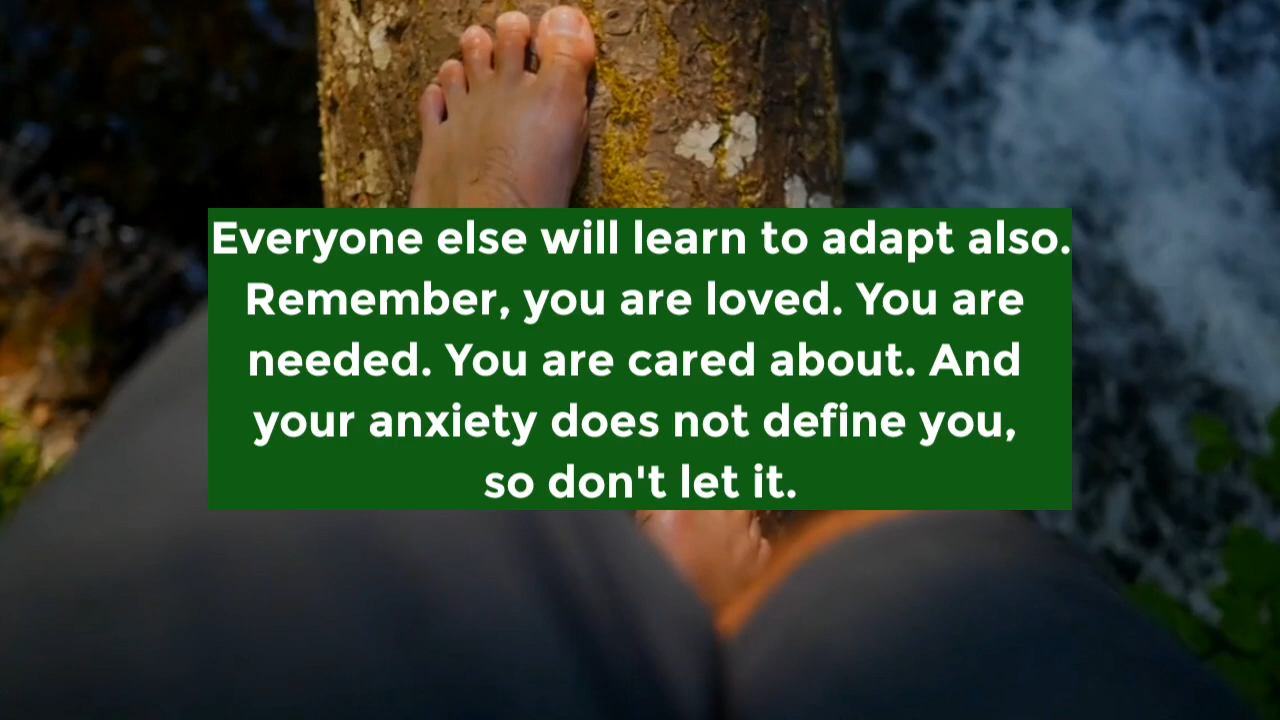 Everyone else will learn to adapt also.
Remember, you are loved. You are
needed. You are cared about. And
your anxiety does not define you,
so don't let it.